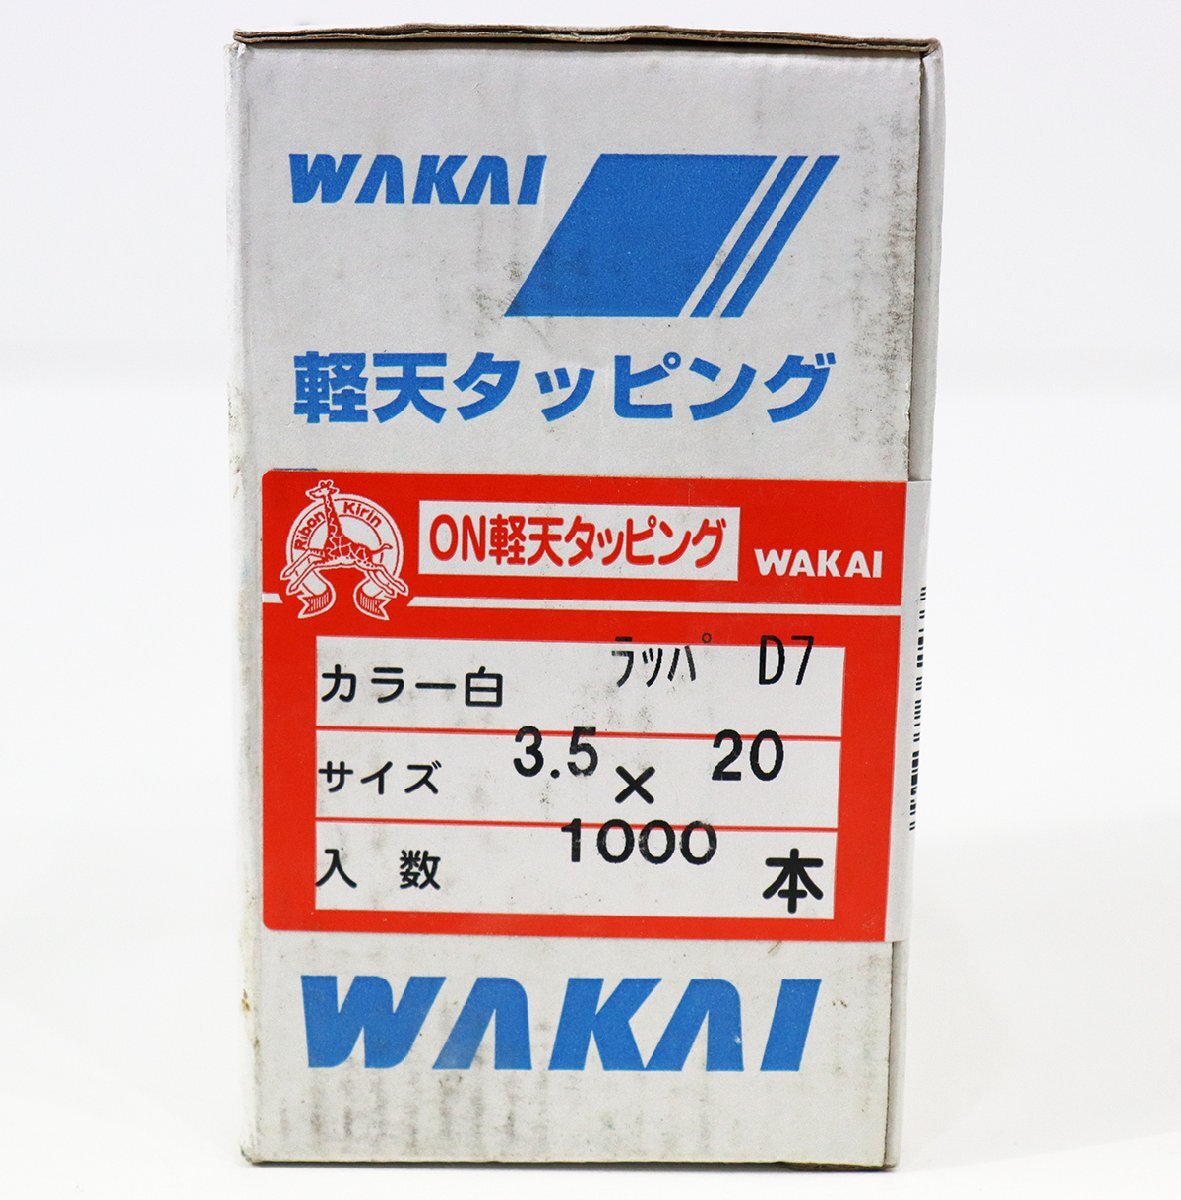 WAKAI
軽天タッピング
Ribon Kirin
ON軽天タッピング WAKAI
カラー白 ラッパ D7
サイズ 3.5 × 20
入 数 1000 本
WAKAI